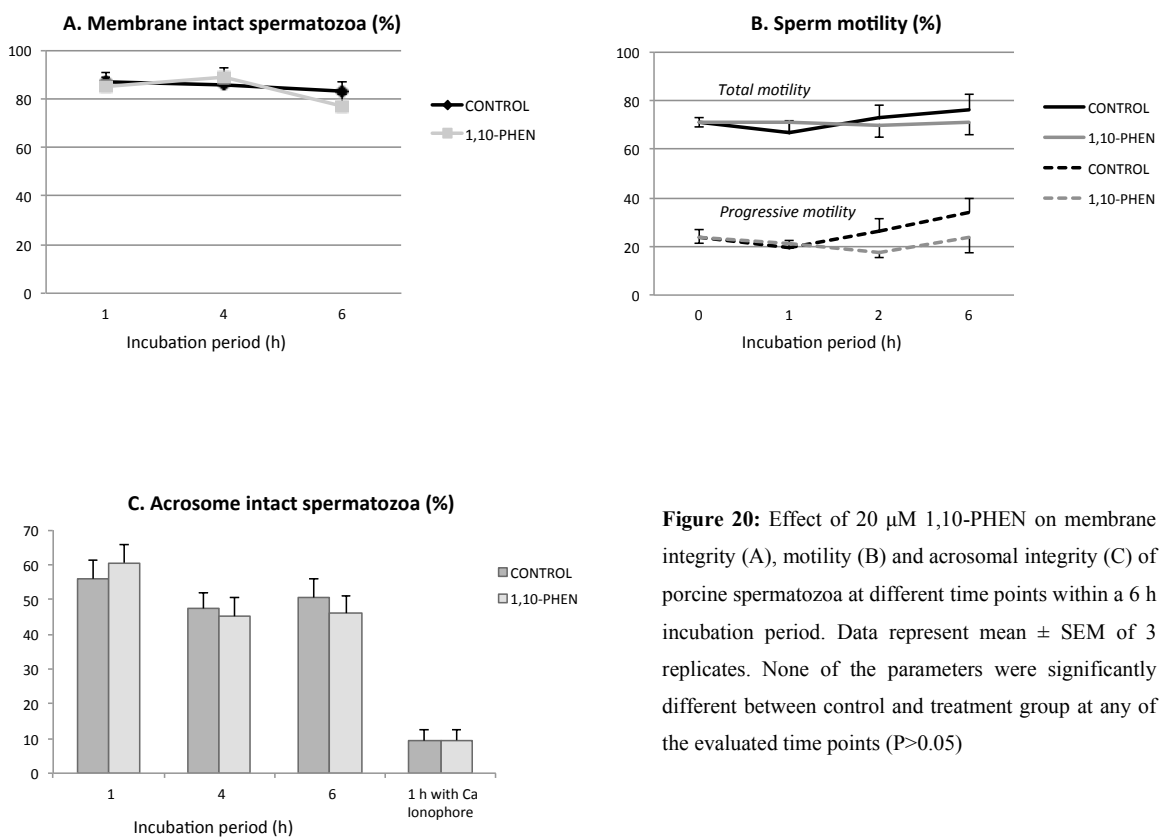 A. Membrane intact spermatozoa (%)
100
80
60
40
20
0
1 4 6
Incubation period (h)
CONTROL
1,10-PHEN
B. Sperm motility (%)
100
80
60
40
20
0
Total motility
Progressive motility
0 1 2 6
Incubation period (h)
CONTROL
1,10-PHEN
CONTROL
1,10-PHEN
C. Acrosome intact spermatozoa (%)
70
60
50
40
30
20
10
0
1 4 6 1 h with Ca
Ionophore
Incubation period (h)
CONTROL
1,10-PHEN
Figure 20: Effect of 20 μM 1,10-PHEN on membrane
integrity (A), motility (B) and acrosomal integrity (C) of
porcine spermatozoa at different time points within a 6 h
incubation period. Data represent mean ± SEM of 3
replicates. None of the parameters were significantly
different between control and treatment group at any of
the evaluated time points (P>0.05)